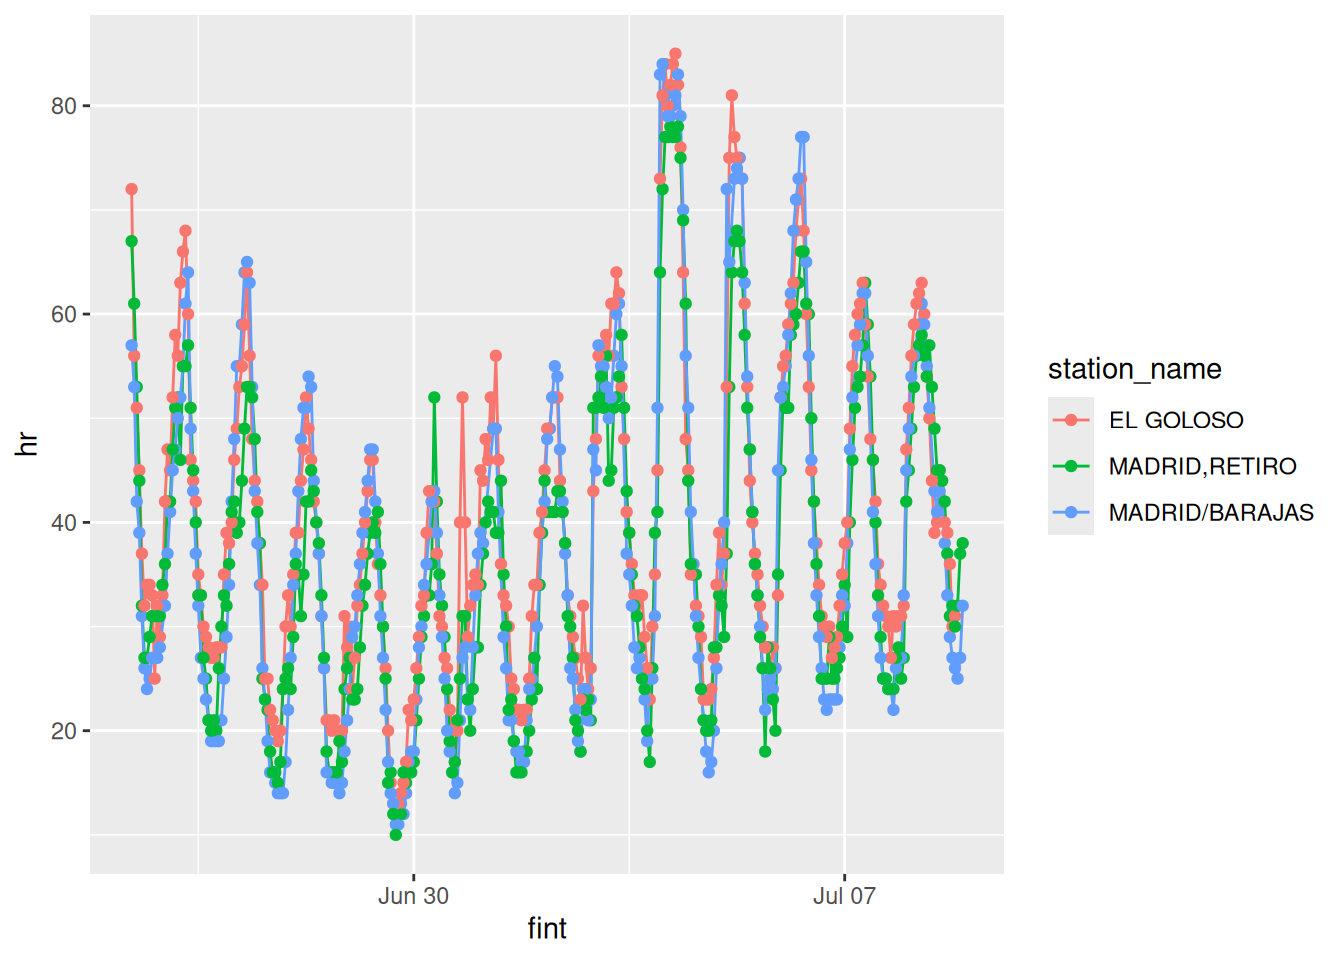 80
60
40
20
hr
Jun 30
Jul 07
fint
station_name
EL GOLOSO
MADRID,RETIRO
MADRID/BARAJAS